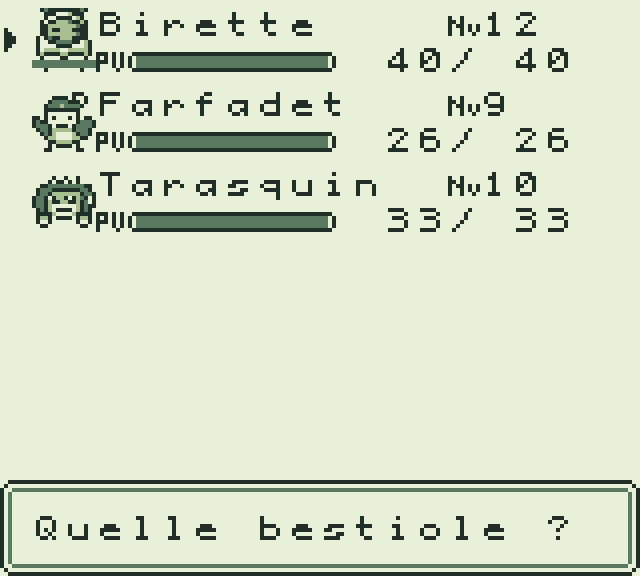 Birette Nv12
PV 40/ 40
Farfadet Nv9
PV 26/ 26
Tarasquin Nv10
PV 33/ 33
Quelle bestiole ?